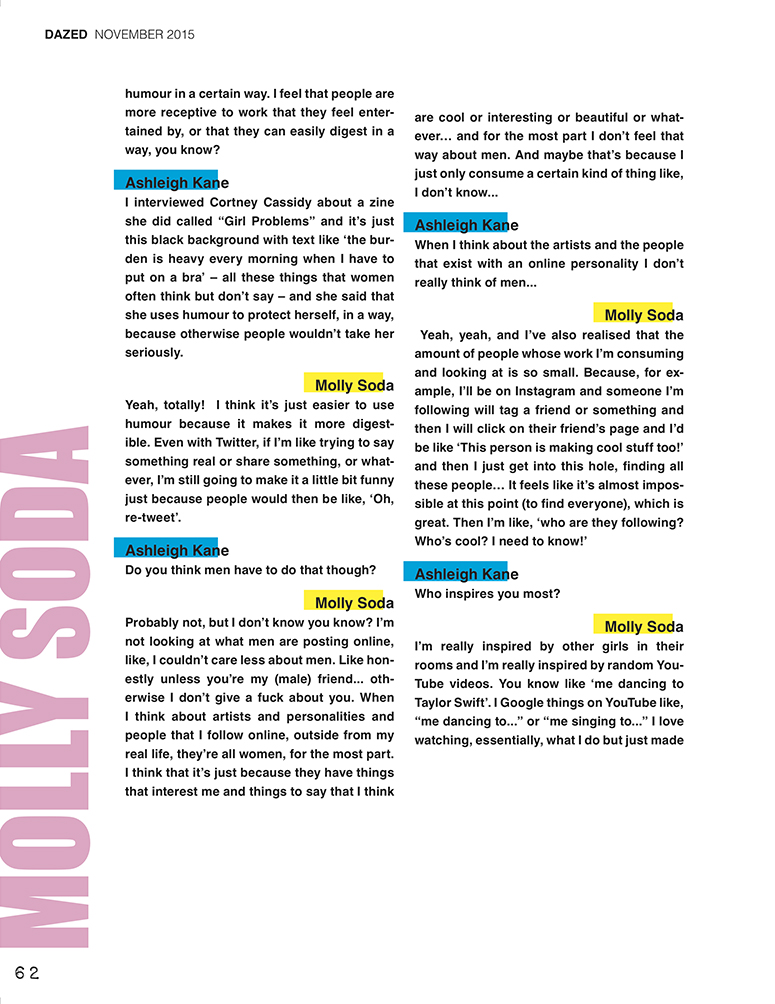 DAZED NOVEMBER 2015
humour in a certain way. I feel that people are
more receptive to work that they feel enter-
tained by, or that they can easily digest in a
way, you know?
Ashleigh Kane
I interviewed Cortney Cassidy about a zine
she did called “Girl Problems” and it’s just
this black background with text like ‘the bur-
den is heavy every morning when I have to
put on a bra’ – all these things that women
often think but don’t say – and she said that
she uses humour to protect herself, in a way,
because otherwise people wouldn’t take her
seriously.
Molly Soda
Yeah, totally!  I think it’s just easier to use
humour because it makes it more digest-
ible. Even with Twitter, if I’m like trying to say
something real or share something, or what-
ever, I’m still going to make it a little bit funny
just because people would then be like, ‘Oh,
re-tweet’.
Ashleigh Kane
Do you think men have to do that though?
Molly Soda
Probably not, but I don’t know you know? I’m
not looking at what men are posting online,
like, I couldn’t care less about men. Like hon-
estly unless you’re my (male) friend... oth-
erwise I don’t give a fuck about you. When
I think about artists and personalities and
people that I follow online, outside from my
real life, they’re all women, for the most part.
I think that it’s just because they have things
that interest me and things to say that I think
are cool or interesting or beautiful or what-
ever… and for the most part I don’t feel that
way about men. And maybe that’s because I
just only consume a certain kind of thing like,
I don’t know...
Ashleigh Kane
When I think about the artists and the people
that exist with an online personality I don’t
really think of men...
Molly Soda
Yeah, yeah, and I’ve also realised that the
amount of people whose work I’m consuming
and looking at is so small. Because, for ex-
ample, I’ll be on Instagram and someone I’m
following will tag a friend or something and
then I will click on their friend’s page and I’d
be like ‘This person is making cool stuff too!’
and then I just get into this hole, finding all
these people… It feels like it’s almost impos-
sible at this point (to find everyone), which is
great. Then I’m like, ‘who are they following?
Who’s cool? I need to know!’
Ashleigh Kane
Who inspires you most?
Molly Soda
I’m really inspired by other girls in their
rooms and I’m really inspired by random You-
Tube videos. You know like ‘me dancing to
Taylor Swift’. I Google things on YouTube like,
“me dancing to...” or “me singing to...” I love
watching, essentially, what I do but just made
MOLLY SODA
62